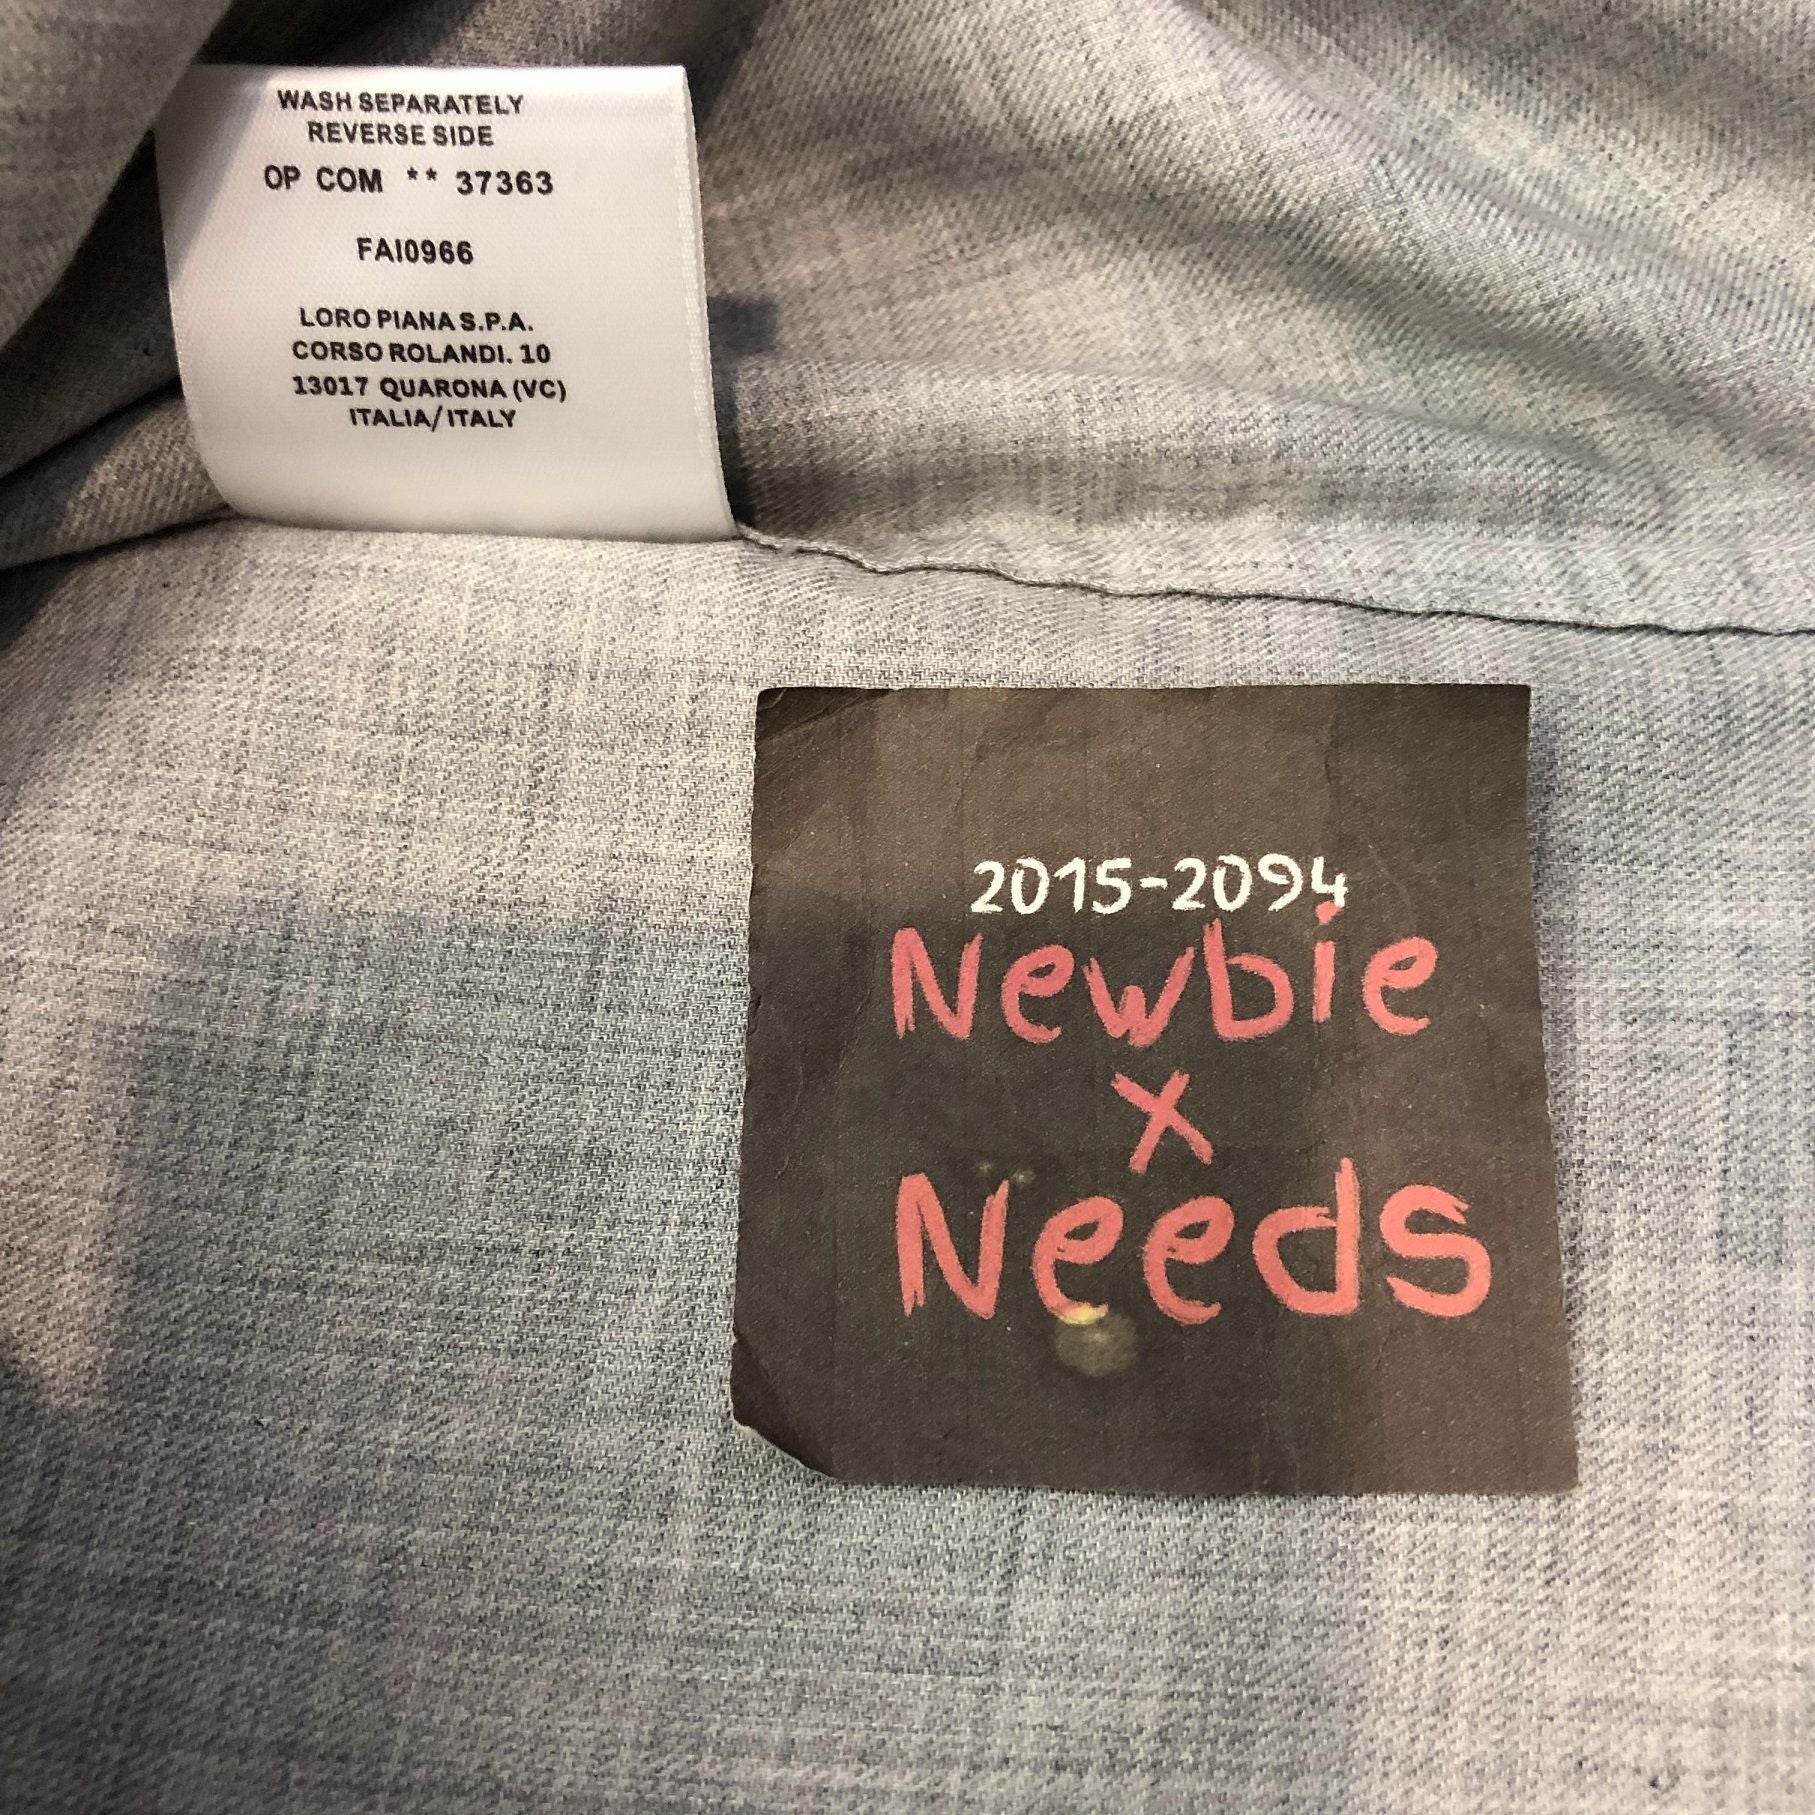 WASH SEPARATELY
REVERSE SIDE
OP COM ** 37363
FAI0966
LORO PIANA S.P.A.
CORSO ROLANDI. 10
13017 QUARONA (VC)
ITALIA/ITALY
2015-2094
Newbie
x
Needs